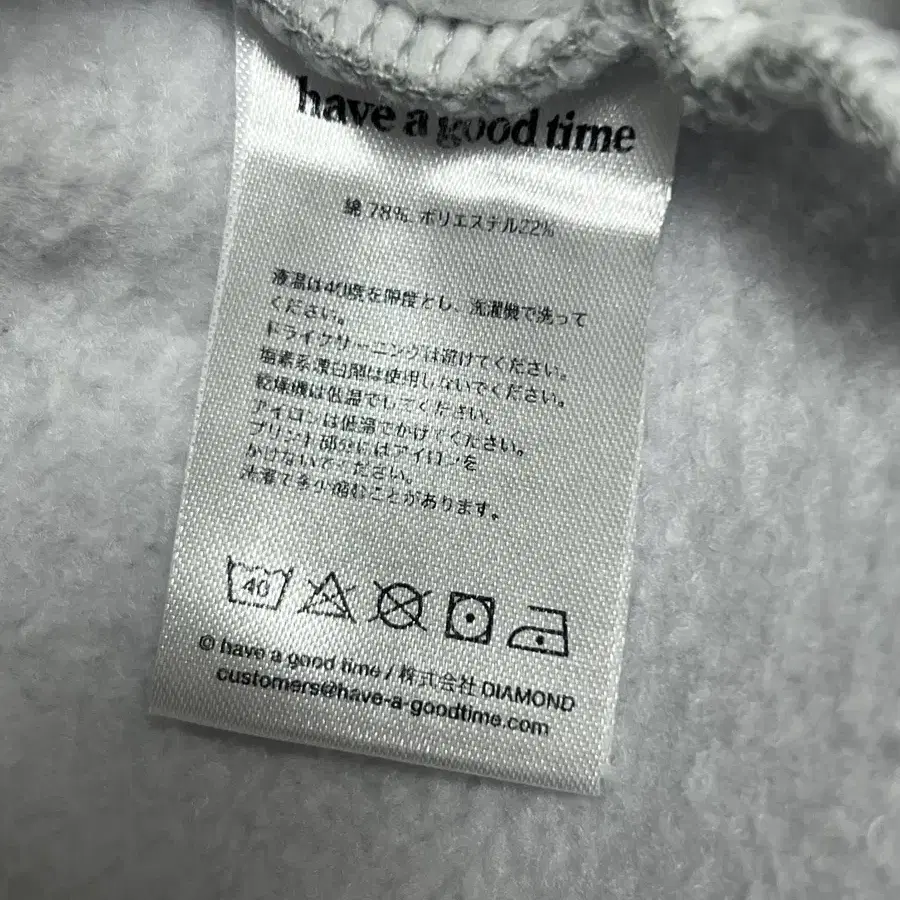 have a good time
綿 78%, ポリエステル22%
液温は40度を限度とし、洗濯機で洗って
ください。
ドライクリーニングは避けてください。
塩素系漂白剤は使用しないでください。
乾燥機は低温でしてください。
アイロンは低温でかけてください。
プリント部分にはアイロンを
かけないでください。
洗濯で多少縮むことがあります。
40
© have a good time / 株式会社 DIAMOND
customers@have-a-goodtime.com